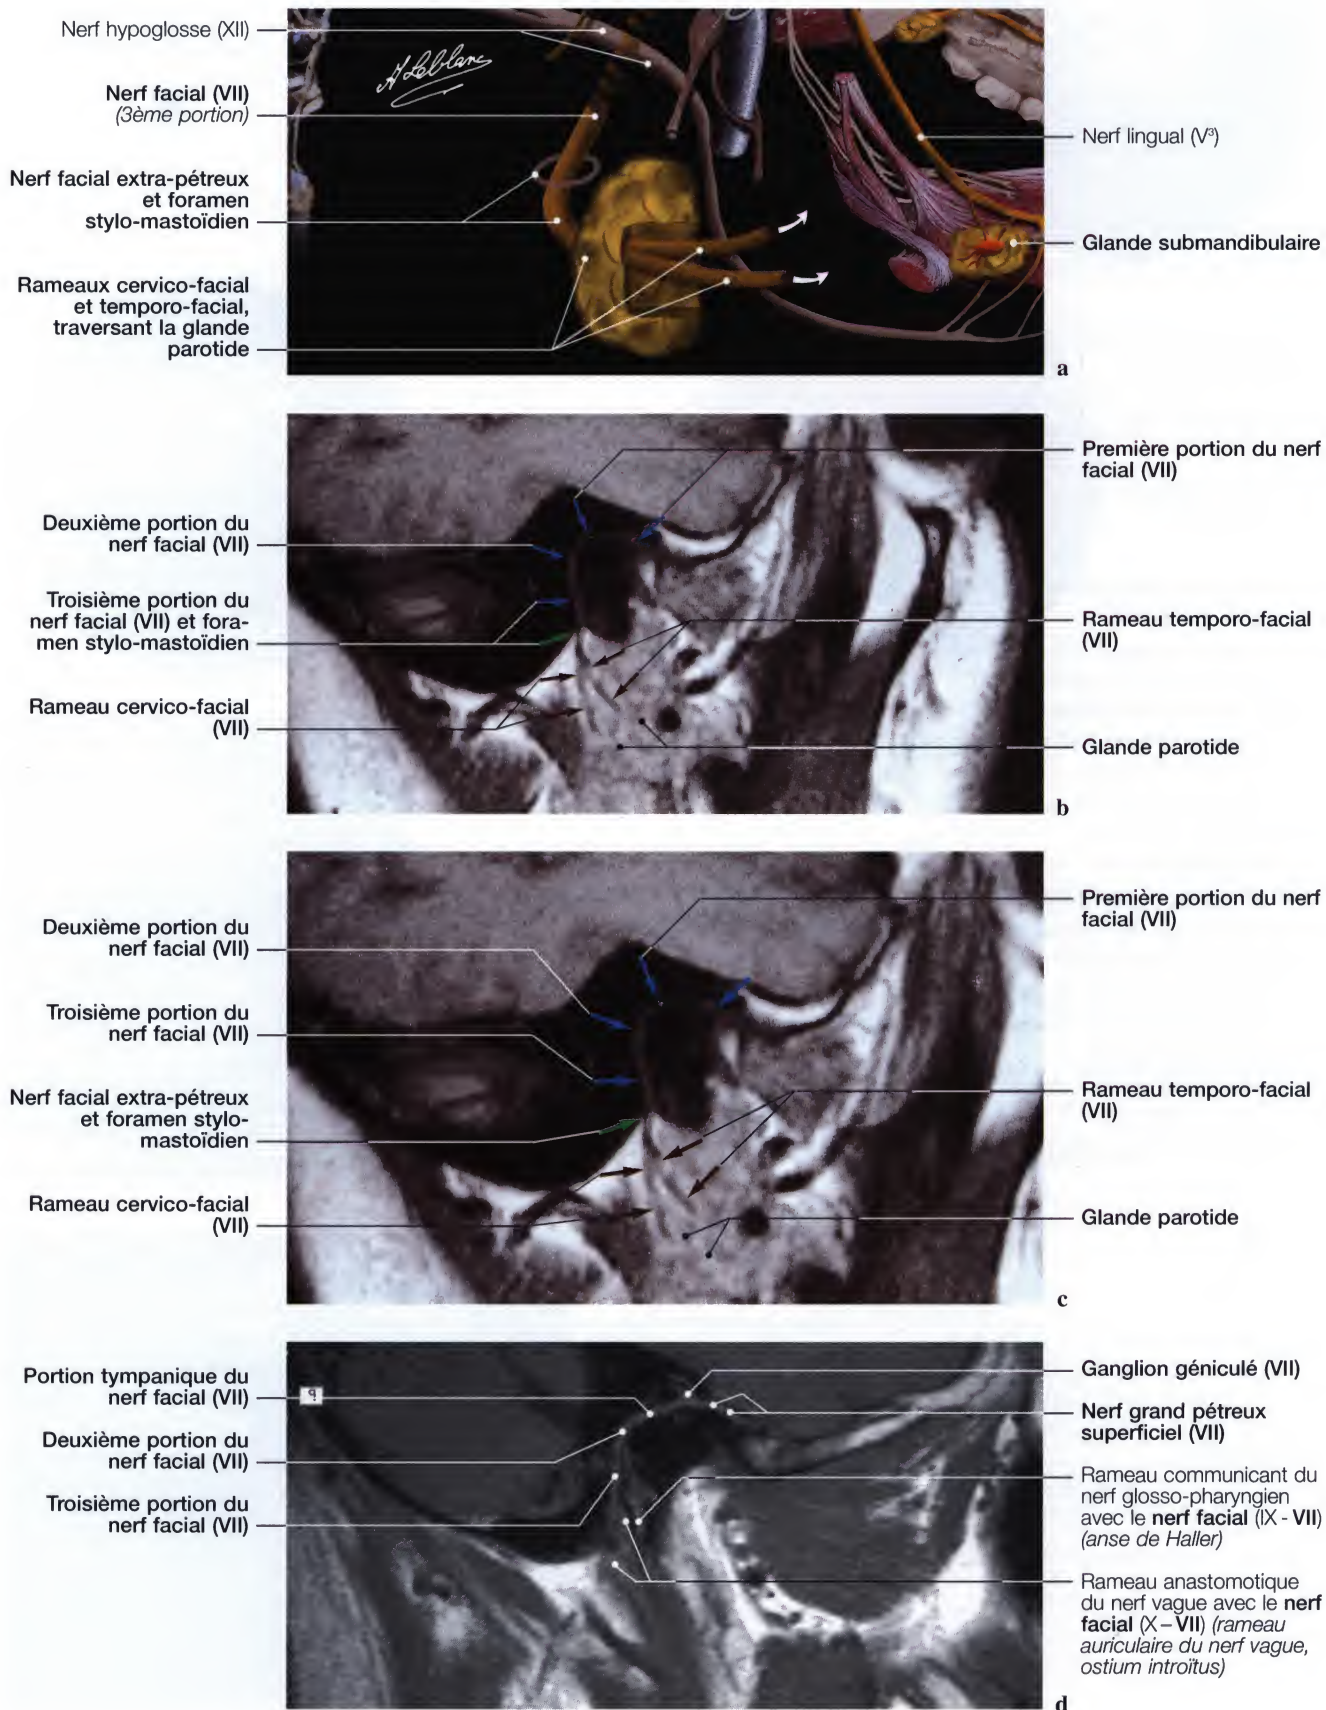 Nerf hypoglosse (XII)
A Leblanc
Nerf facial (VII)
(3ème portion)
Nerf facial extra-pétreux
et foramen
stylo-mastoïdien
Rameaux cervico-facial
et temporo-facial,
traversant la glande
parotide
Nerf lingual (V³)
Glande submandibulaire
a
Première portion du nerf
facial (VII)
Deuxième portion du
nerf facial (VII)
Troisième portion du
nerf facial (VII) et fora-
men stylo-mastoïdien
Rameau cervico-facial
(VII)
Rameau temporo-facial
(VII)
Glande parotide
b
Première portion du nerf
facial (VII)
Deuxième portion du
nerf facial (VII)
Troisième portion du
nerf facial (VII)
Nerf facial extra-pétreux
et foramen stylo-
mastoïdien
Rameau cervico-facial
(VII)
Rameau temporo-facial
(VII)
Glande parotide
c
Portion tympanique du
nerf facial (VII)
Deuxième portion du
nerf facial (VII)
Troisième portion du
nerf facial (VII)
9
Ganglion géniculé (VII)
Nerf grand pétreux
superficiel (VII)
Rameau communicant du
nerf glosso-pharyngien
avec le nerf facial (IX - VII)
(anse de Haller)
Rameau anastomotique
du nerf vague avec le nerf
facial (X – VII) (rameau
auriculaire du nerf vague,
ostium introïtus)
d